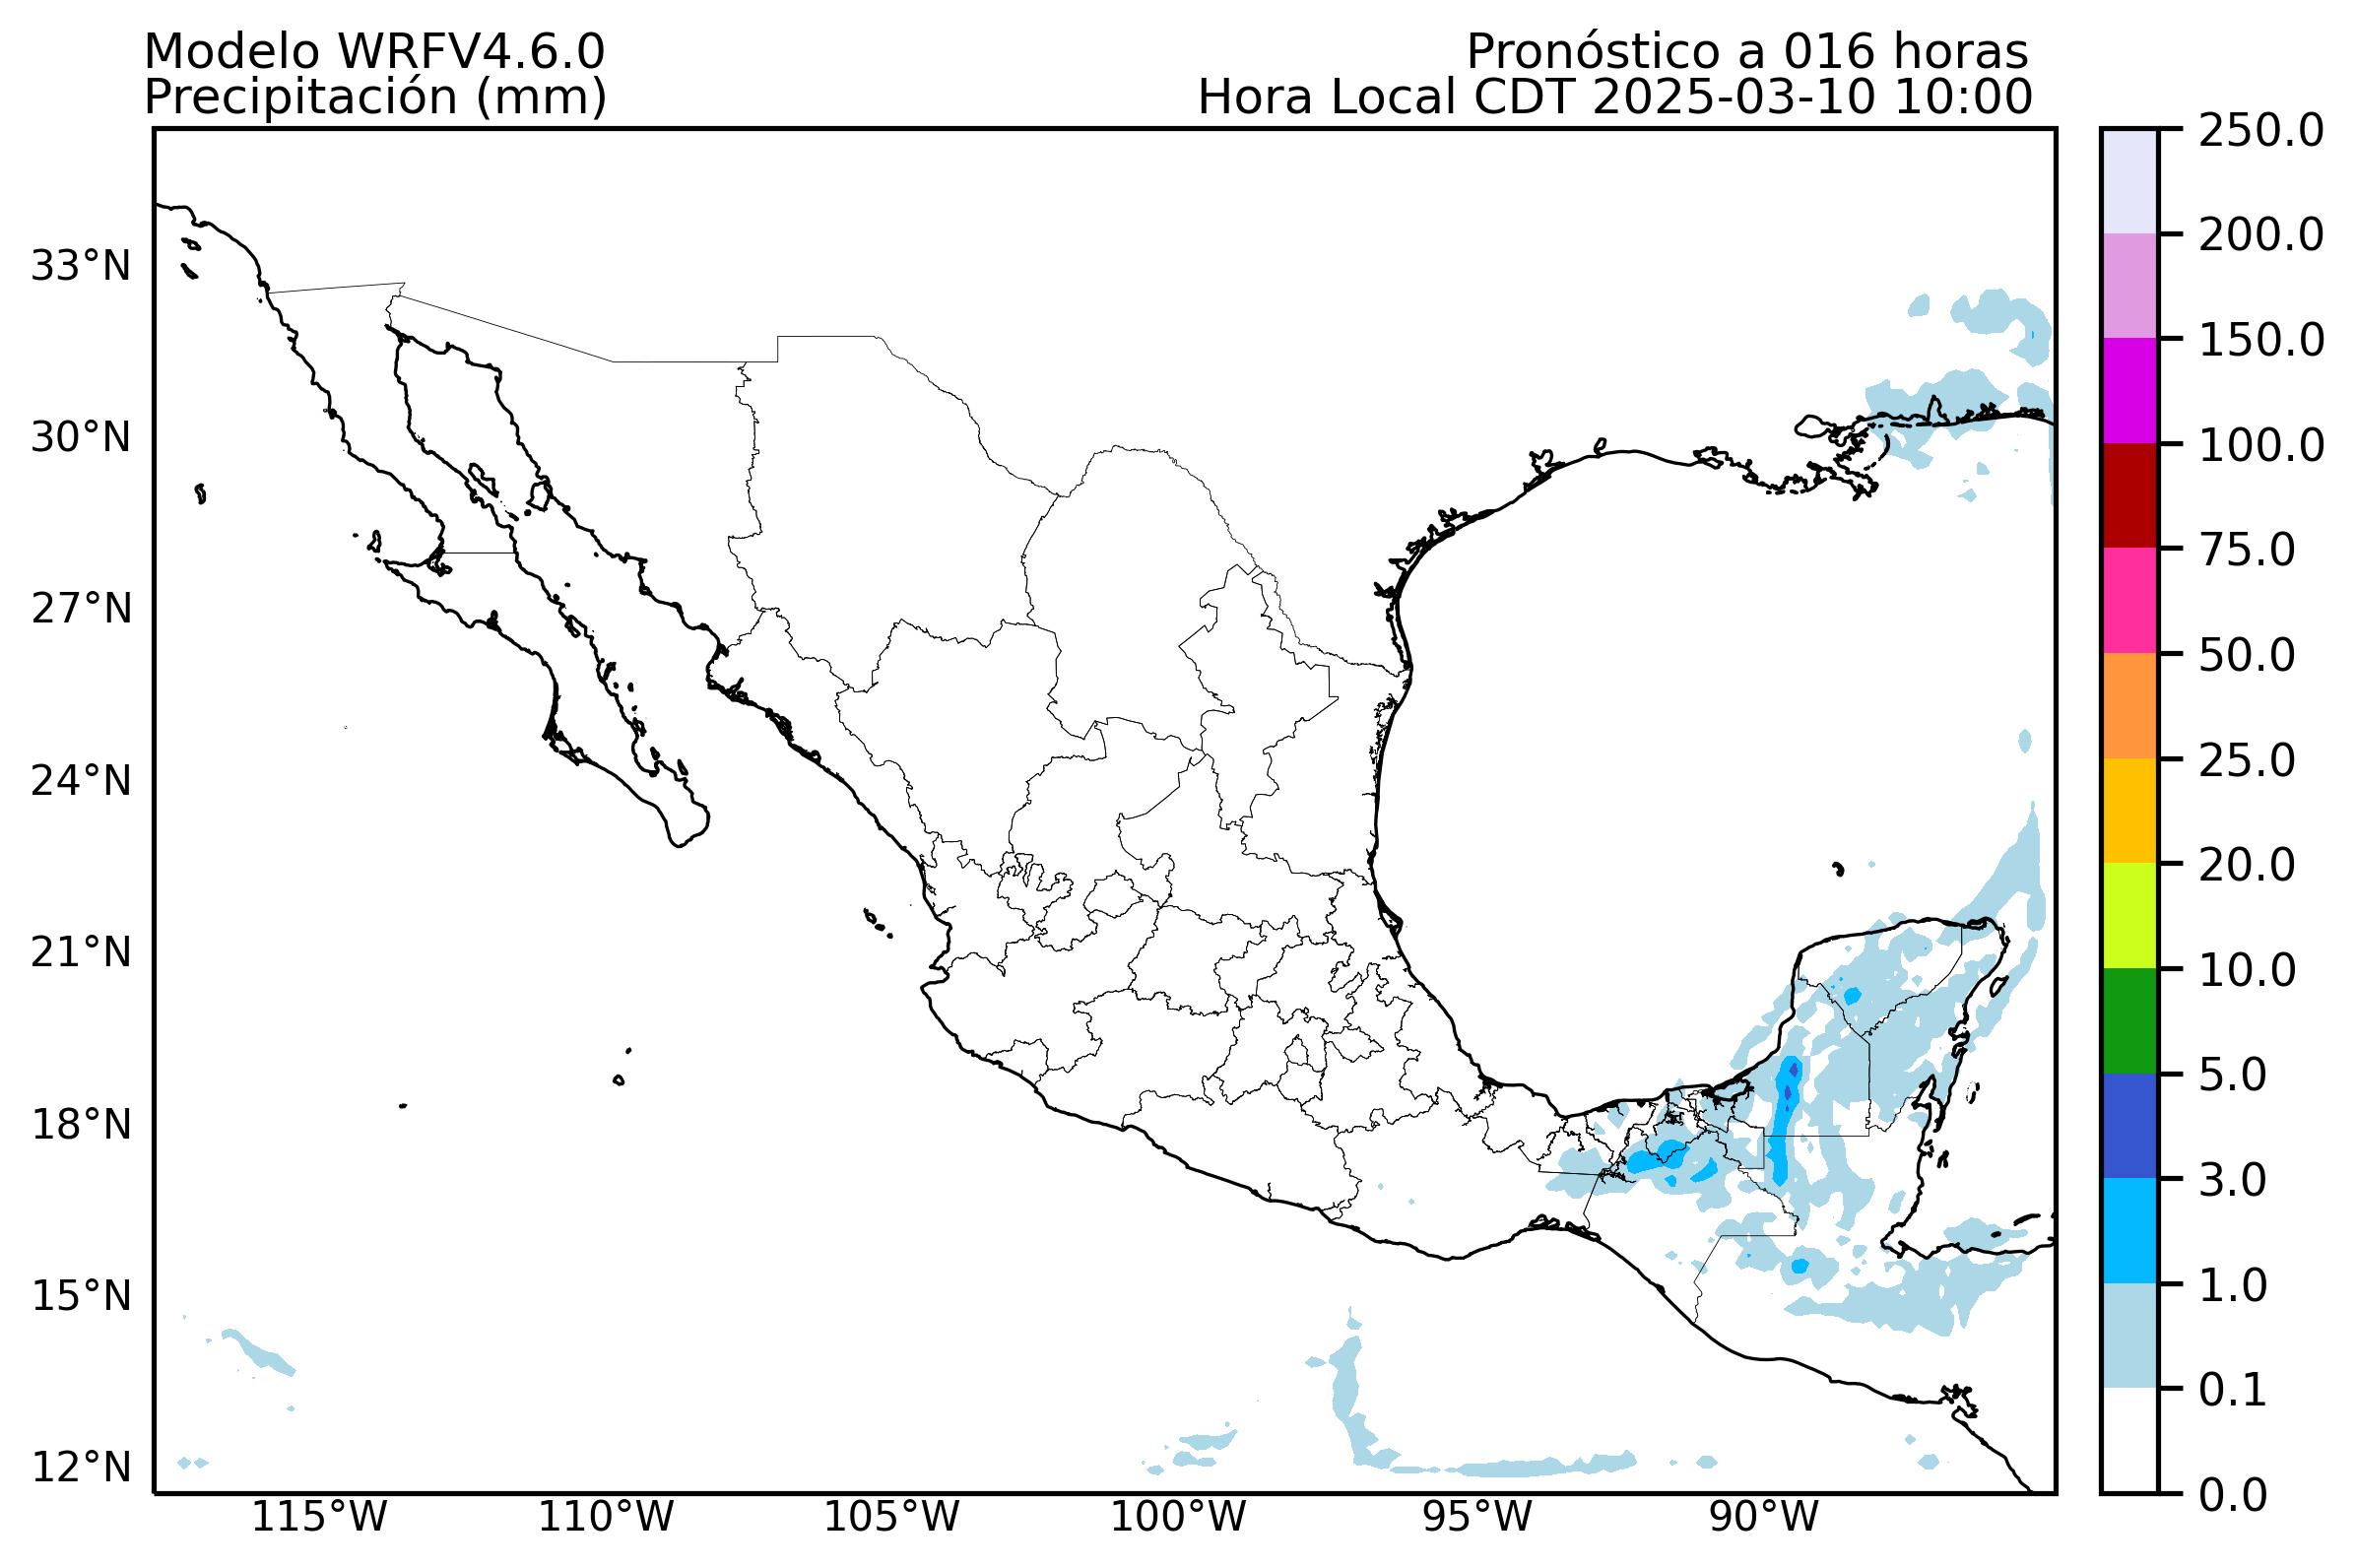 Modelo WRFV4.6.0
Precipitación (mm)
Pronóstico a 016 horas
Hora Local CDT 2025-03-10 10:00
33°N
30°N
27°N
24°N
21°N
18°N
15°N
12°N
115°W
110°W
105°W
100°W
95°W
90°W
250.0
200.0
150.0
100.0
75.0
50.0
25.0
20.0
10.0
5.0
3.0
1.0
0.1
0.0